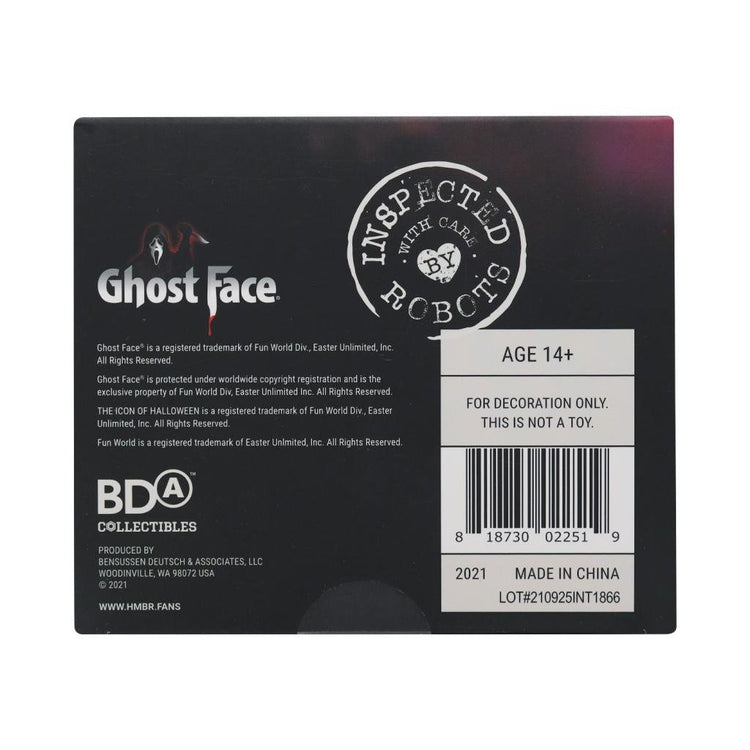 INSPECTED
WITH CARE
BY
ROBOTS
Ghost Face®
Ghost Face® is a registered trademark of Fun World Div., Easter Unlimited, Inc.
All Rights Reserved.
Ghost Face® is protected under worldwide copyright registration and is the
exclusive property of Fun World Div, Easter Unlimited Inc. All Rights Reserved.
THE ICON OF HALLOWEEN is a registered trademark of Fun World Div., Easter
Unlimited, Inc. All Rights Reserved.
Fun World is a registered trademark of Easter Unlimited, Inc. All Rights Reserved.
BDA™
COLLECTIBLES
PRODUCED BY
BENSUSSEN DEUTSCH & ASSOCIATES, LLC
WOODINVILLE, WA 98072 USA
© 2021
WWW.HMBR.FANS
AGE 14+
FOR DECORATION ONLY.
THIS IS NOT A TOY.
8 18730 02251 9
2021 MADE IN CHINA
LOT#210925INT1866